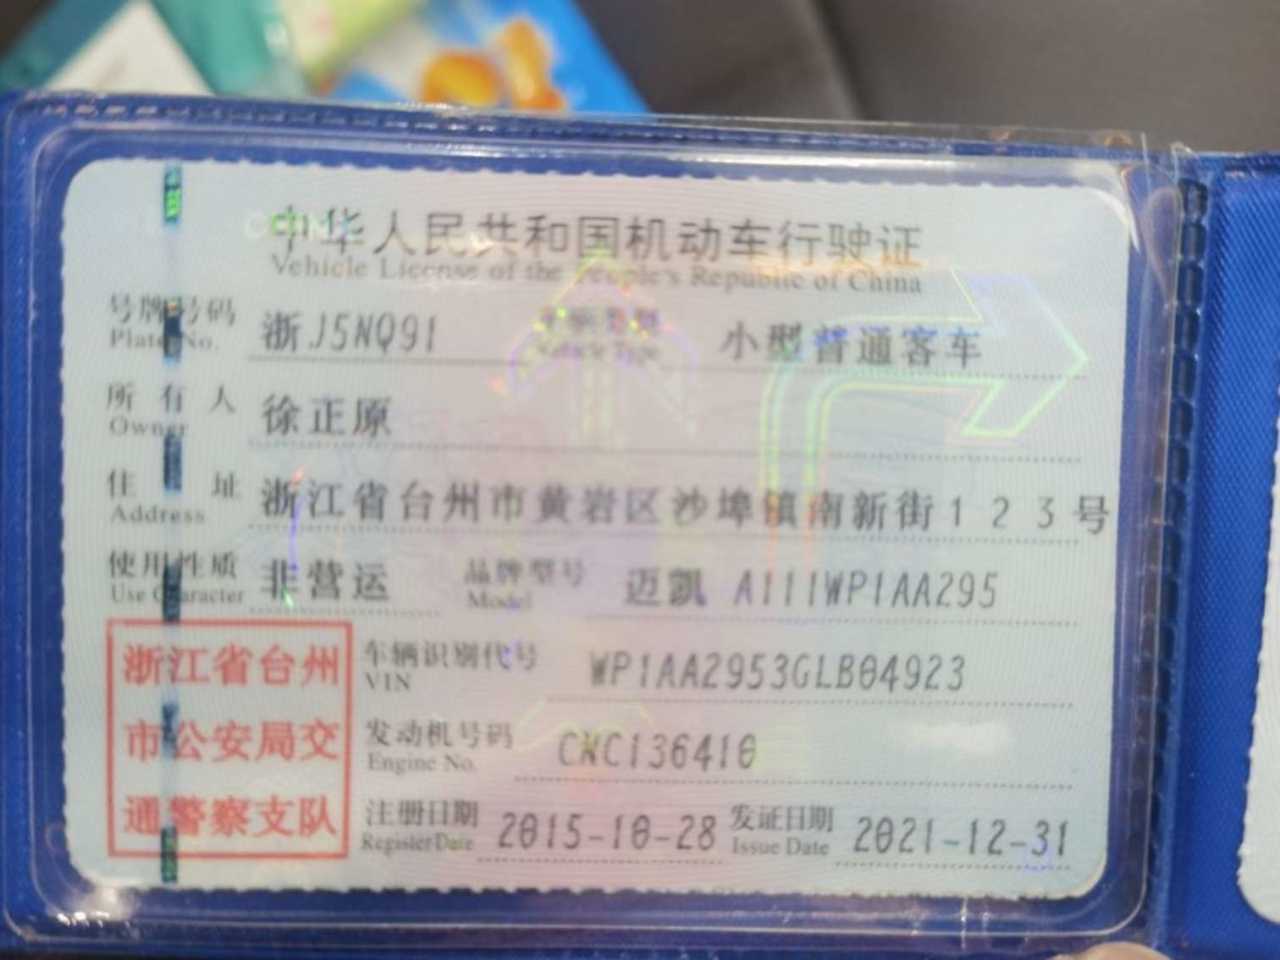 中华人民共和国机动车行驶证
Vehicle License of the People's Republic of China
号牌号码 浙J5NQ91 车辆类型 小型普通客车
Plate No. Vehicle Type
所有人 徐正原
Owner
住址 浙江省台州市黄岩区沙埠镇南新街123号
Address
使用性质 非营运 品牌型号 迈凯 A111WP1AA295
Use Character Model
浙江省台州
市公安局交
通警察支队
车辆识别代号 WP1AA2953GLB04923
VIN
发动机号码 CNC136410
Engine No.
注册日期 2015-10-28 发证日期 2021-12-31
Register Date Issue Date